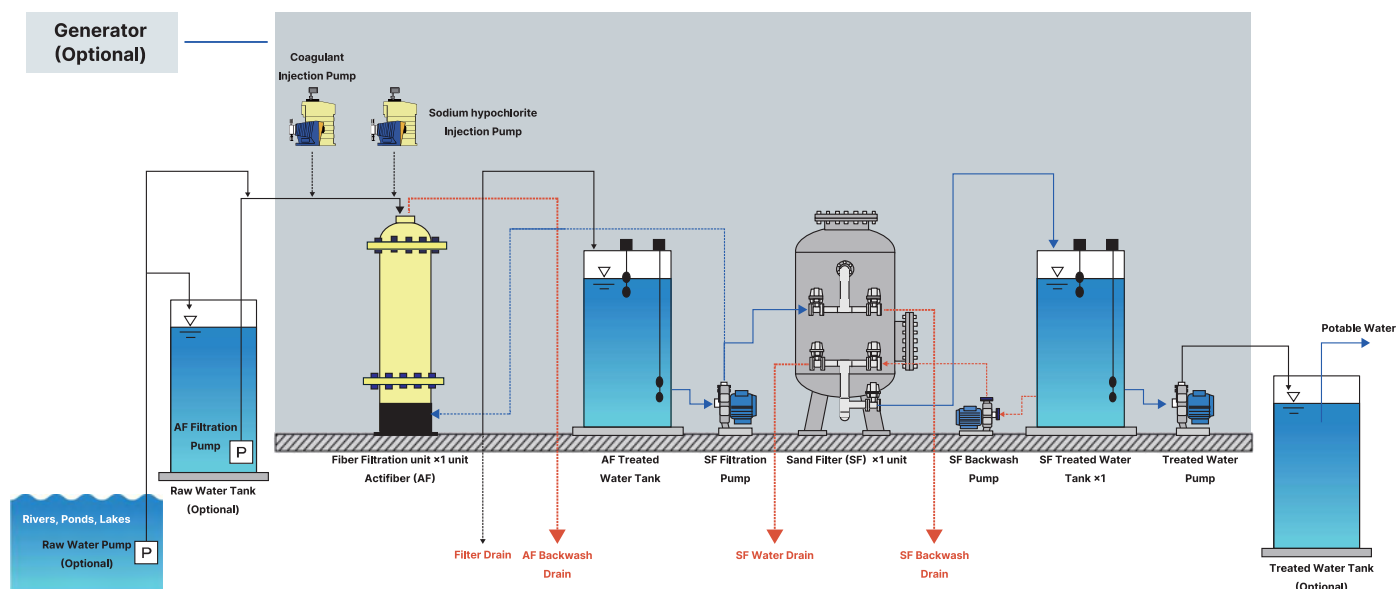 Generator
(Optional)
Coagulant
Injection Pump
Sodium hypochlorite
Injection Pump
Potable Water
AF Filtration
Pump
P
Fiber Filtration unit ×1 unit
Actifiber (AF)
AF Treated
Water Tank
SF Filtration
Pump
Sand Filter (SF) ×1 unit
SF Backwash
Pump
SF Treated Water
Tank ×1
Treated Water
Pump
Raw Water Tank
(Optional)
Rivers, Ponds, Lakes
Raw Water Pump
(Optional)
P
Filter Drain
AF Backwash
Drain
SF Water Drain
SF Backwash
Drain
Treated Water Tank
(Optional)